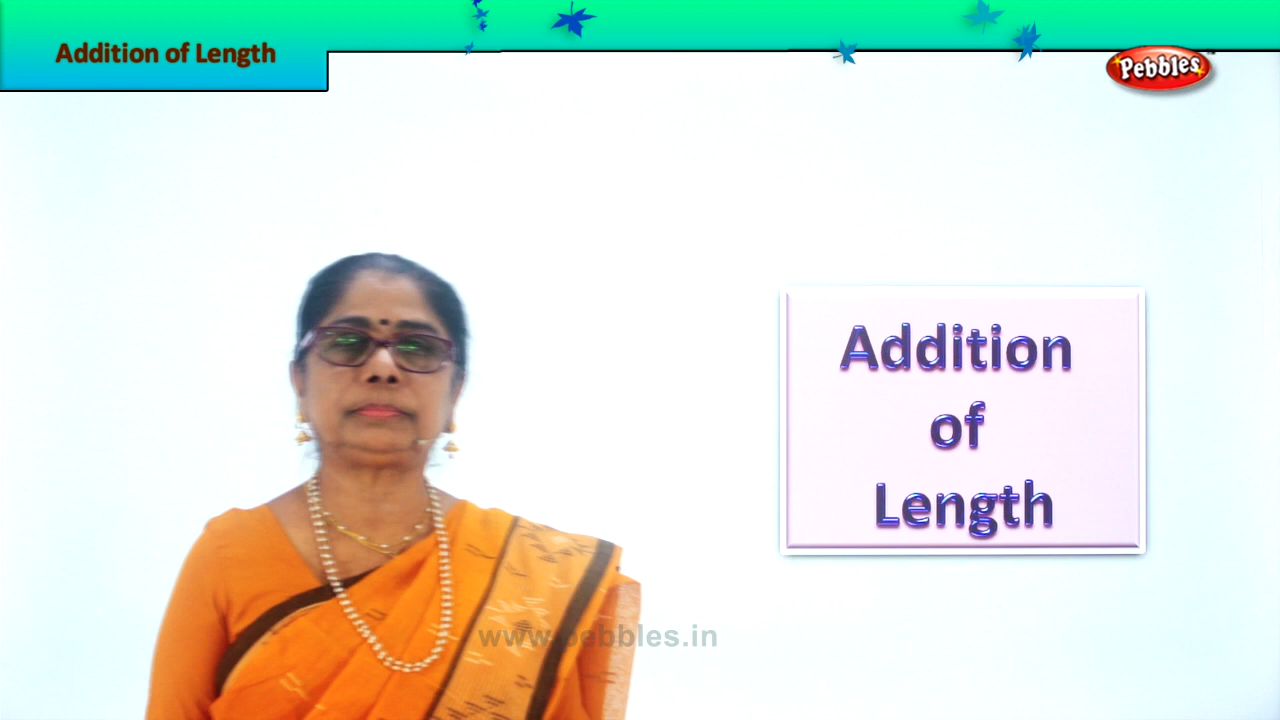 Addition of Length
Pebbles
Addition
of
Length
www.pebbles.in